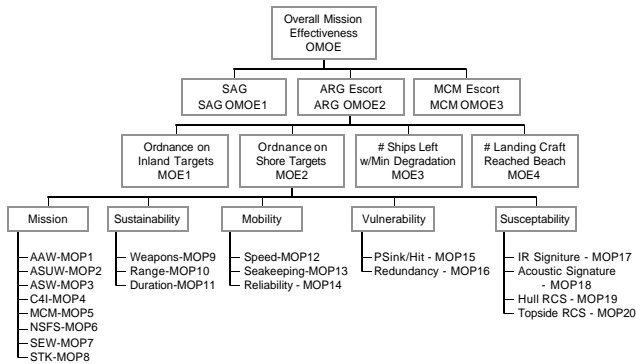 Overall Mission
Effectiveness
OMOE
SAG
SAG OMOE1
ARG Escort
ARG OMOE2
MCM Escort
MCM OMOE3
Ordnance on
Inland Targets
MOE1
Ordnance on
Shore Targets
MOE2
# Ships Left
w/Min Degradation
MOE3
# Landing Craft
Reached Beach
MOE4
Mission
AAW-MOP1
ASUW-MOP2
ASW-MOP3
C4I-MOP4
MCM-MOP5
NSFS-MOP6
SEW-MOP7
STK-MOP8
Sustainability
Weapons-MOP9
Range-MOP10
Duration-MOP11
Mobility
Speed-MOP12
Seakeeping-MOP13
Reliability - MOP14
Vulnerability
PSink/Hit - MOP15
Redundancy - MOP16
Susceptability
IR Signiture - MOP17
Acoustic Signature
- MOP18
Hull RCS - MOP19
Topside RCS - MOP20